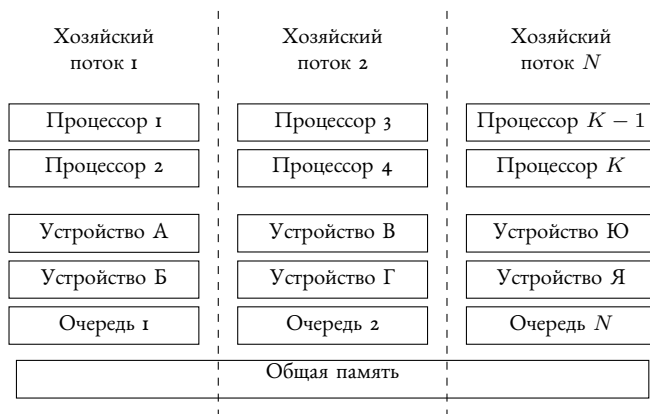 Хозяйский
поток 1
Хозяйский
поток 2
Хозяйский
поток N
Процессор 1
Процессор 3
Процессор K − 1
Процессор 2
Процессор 4
Процессор K
Устройство А
Устройство В
Устройство Ю
Устройство Б
Устройство Г
Устройство Я
Очередь 1
Очередь 2
Очередь N
Общая память